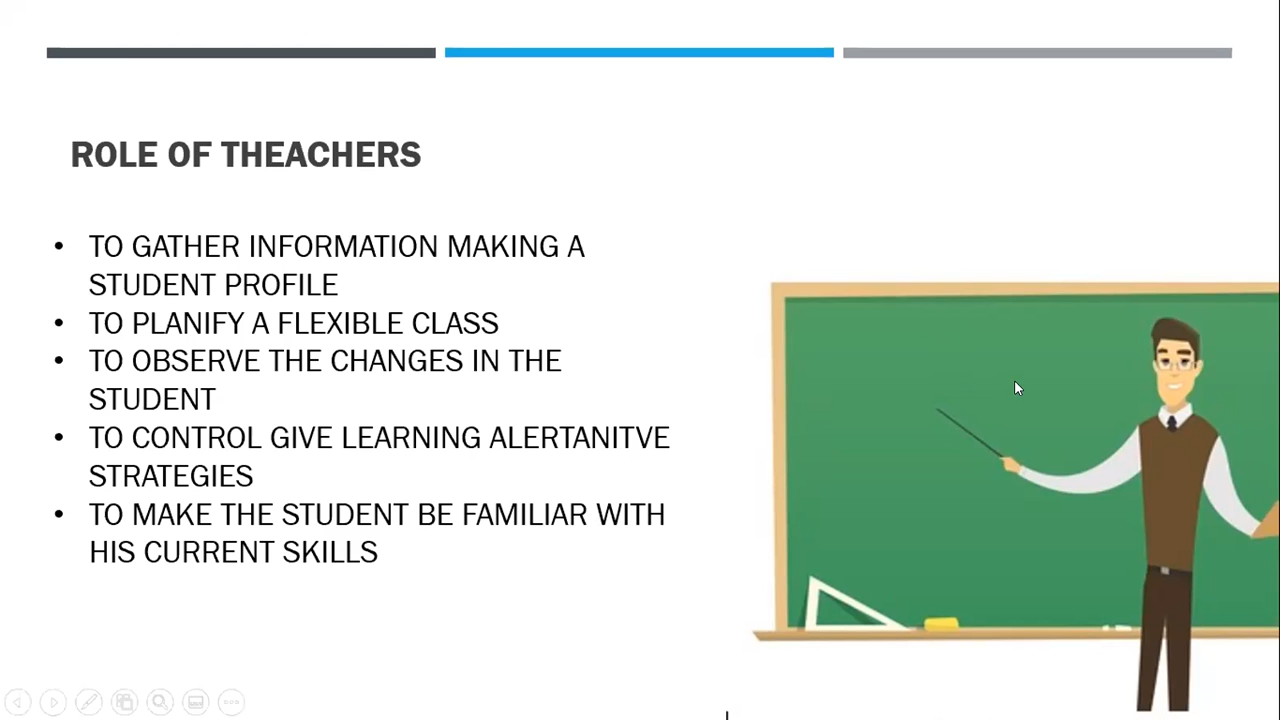 ROLE OF THEACHERS
• TO GATHER INFORMATION MAKING A
STUDENT PROFILE
• TO PLANIFY A FLEXIBLE CLASS
• TO OBSERVE THE CHANGES IN THE
STUDENT
• TO CONTROL GIVE LEARNING ALERTANITVE
STRATEGIES
• TO MAKE THE STUDENT BE FAMILIAR WITH
HIS CURRENT SKILLS